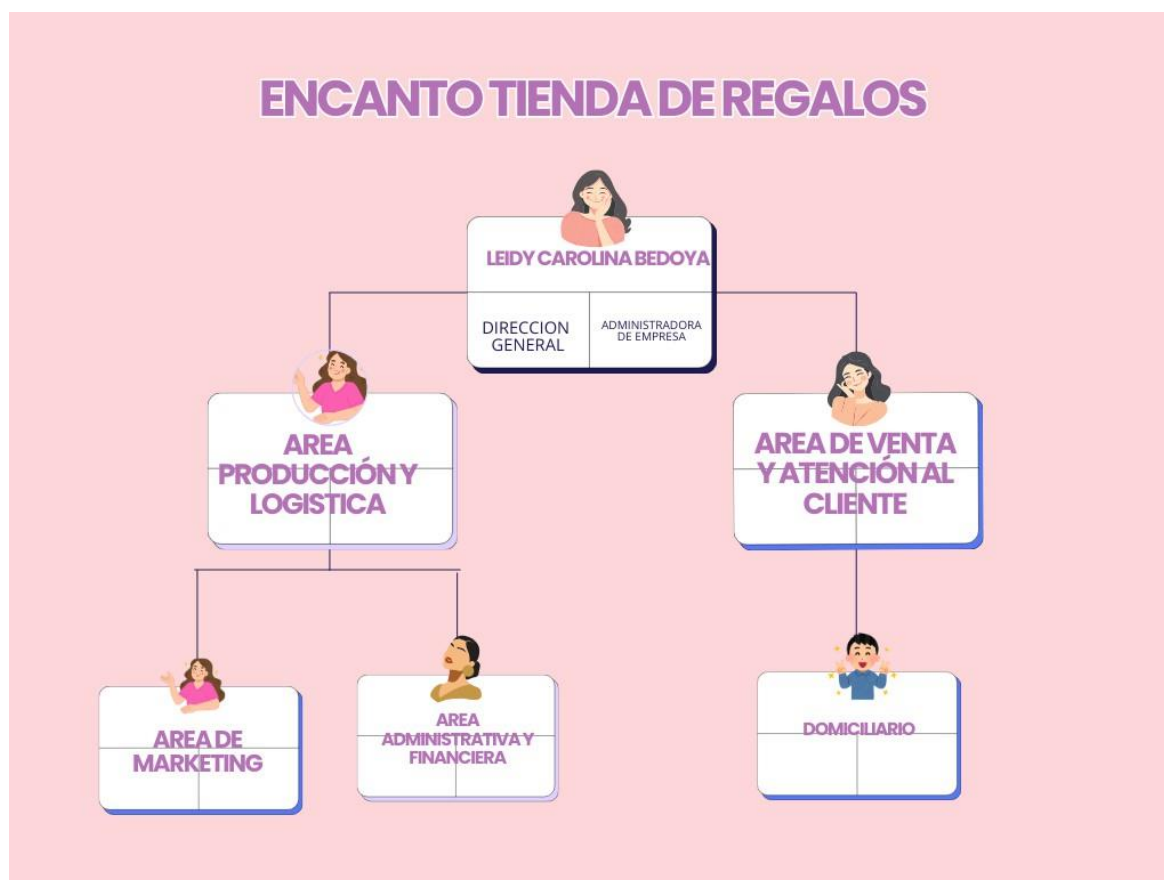 ENCANTO TIENDA DE REGALOS
LEIDY CAROLINA BEDOYA
DIRECCION
GENERAL
ADMINISTRADORA
DE EMPRESA
AREA
PRODUCCIÓN Y
LOGISTICA
AREA DE VENTA
Y ATENCIÓN AL
CLIENTE
AREA DE
MARKETING
AREA
ADMINISTRATIVA Y
FINANCIERA
DOMICILIARIO